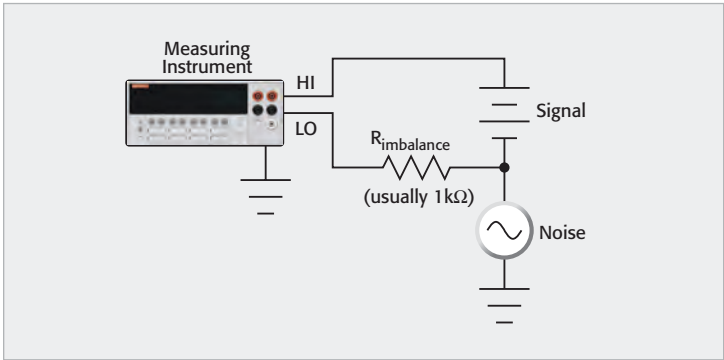 Measuring
Instrument
HI
LO
Signal
Rimbalance
(usually 1kΩ)
Noise